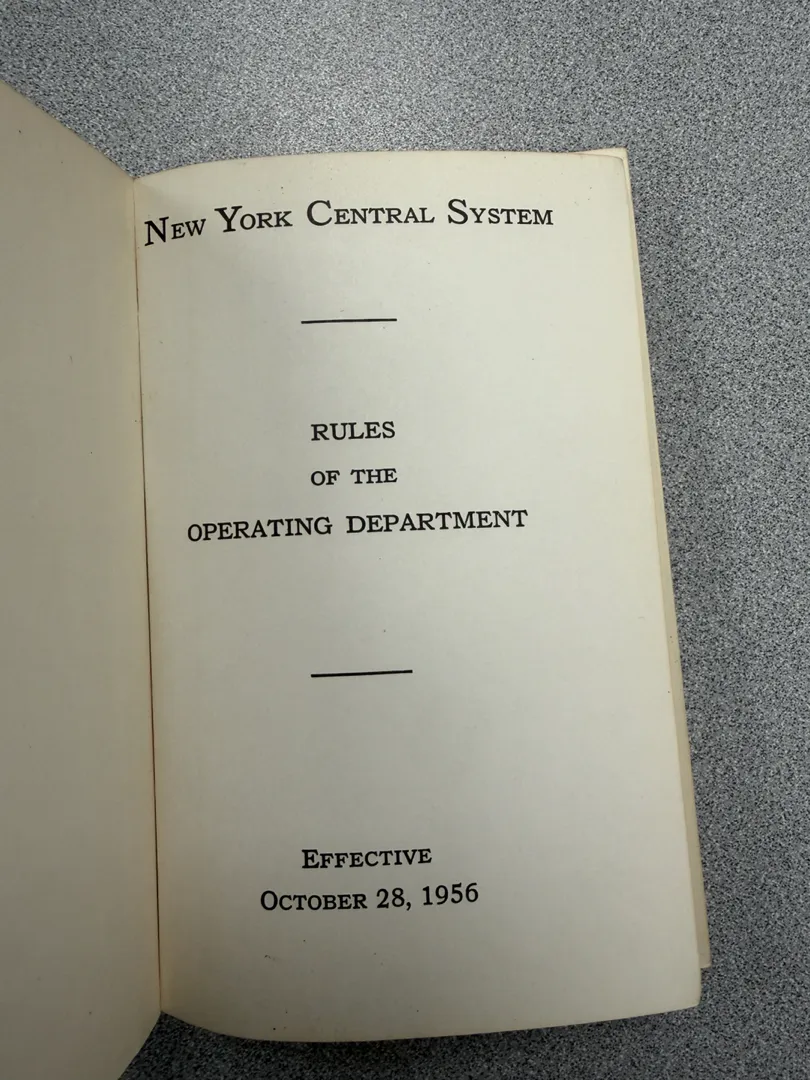 New York Central System
RULES
OF THE
OPERATING DEPARTMENT
Effective
October 28, 1956